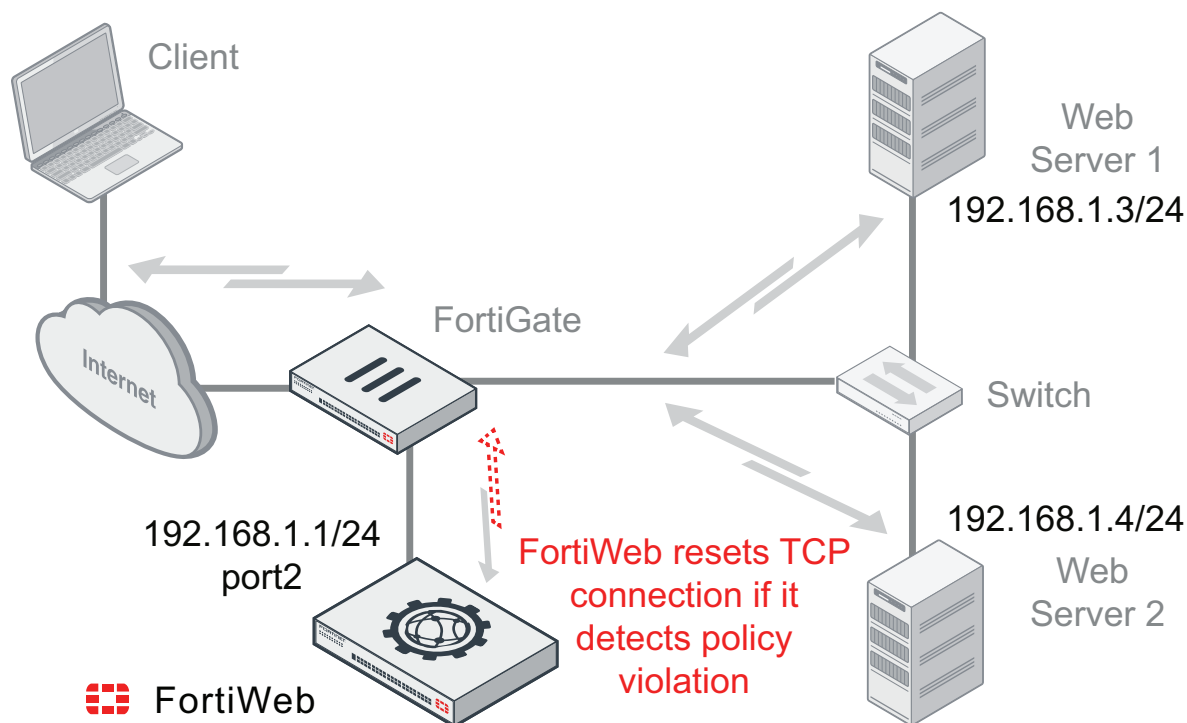 Client
Web
Server 1
192.168.1.3/24
FortiGate
Internet
Switch
192.168.1.1/24
port2
FortiWeb resets TCP
connection if it
detects policy
violation
192.168.1.4/24
Web
Server 2
FortiWeb